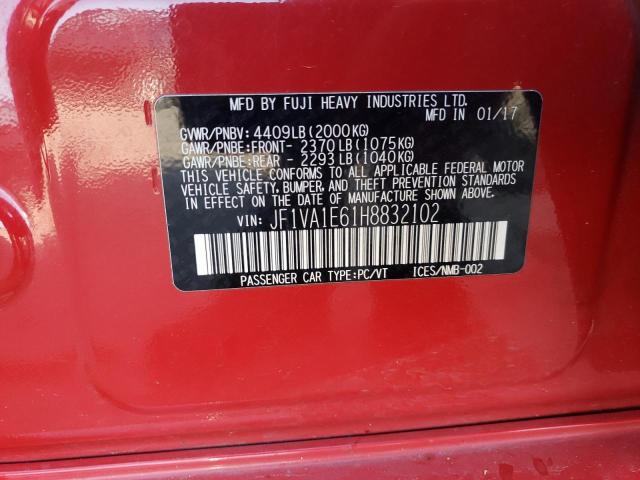 MFD BY FUJI HEAVY INDUSTRIES LTD.
MFD IN 01/17
GVWR/PNBV: 4409LB(2000KG)
GAWR/PNBE:FRONT- 2370LB(1075KG)
GAWR/PNBE:REAR - 2293LB(1040KG)
THIS VEHICLE CONFORMS TO ALL APPLICABLE FEDERAL MOTOR
VEHICLE SAFETY, BUMPER, AND THEFT PREVENTION STANDARDS
IN EFFECT ON THE DATE OF MANUFACTURE SHOWN ABOVE.
VIN: JF1VA1E61H8832102
PASSENGER CAR TYPE:PC/VT ICES/NMB-002